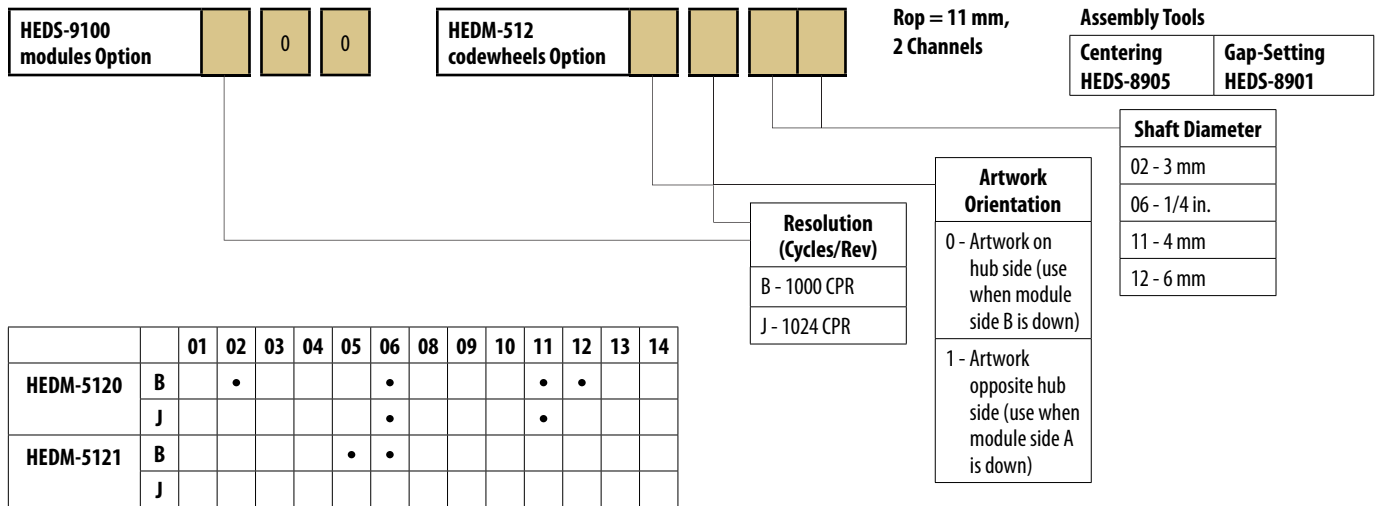 HEDS-9100
modules Option
0
0
HEDM-512
codewheels Option
Rop = 11 mm,
2 Channels
Assembly Tools
Centering
HEDS-8905
Gap-Setting
HEDS-8901
Shaft Diameter
02 - 3 mm
06 - 1/4 in.
11 - 4 mm
12 - 6 mm
Artwork
Orientation
0 - Artwork on
hub side (use
when module
side B is down)
1 - Artwork
opposite hub
side (use when
module side A
is down)
Resolution
(Cycles/Rev)
B - 1000 CPR
J - 1024 CPR
01 02 03 04 05 06 08 09 10 11 12 13 14
HEDM-5120 B • • • •
J • •
HEDM-5121 B • •
J